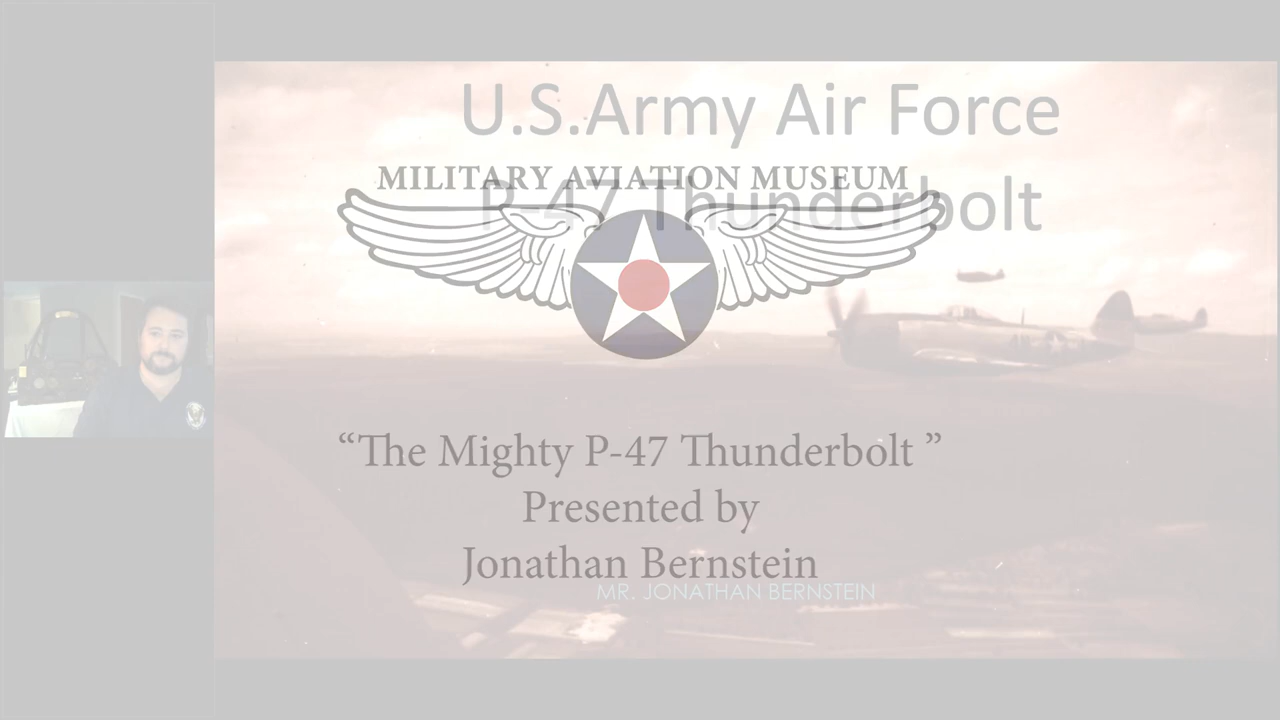 U.S.Army Air Force
MILITARY AVIATION MUSEUM
P-47 Thunderbolt
“The Mighty P-47 Thunderbolt ”
Presented by
Jonathan Bernstein
MR. JONATHAN BERNSTEIN